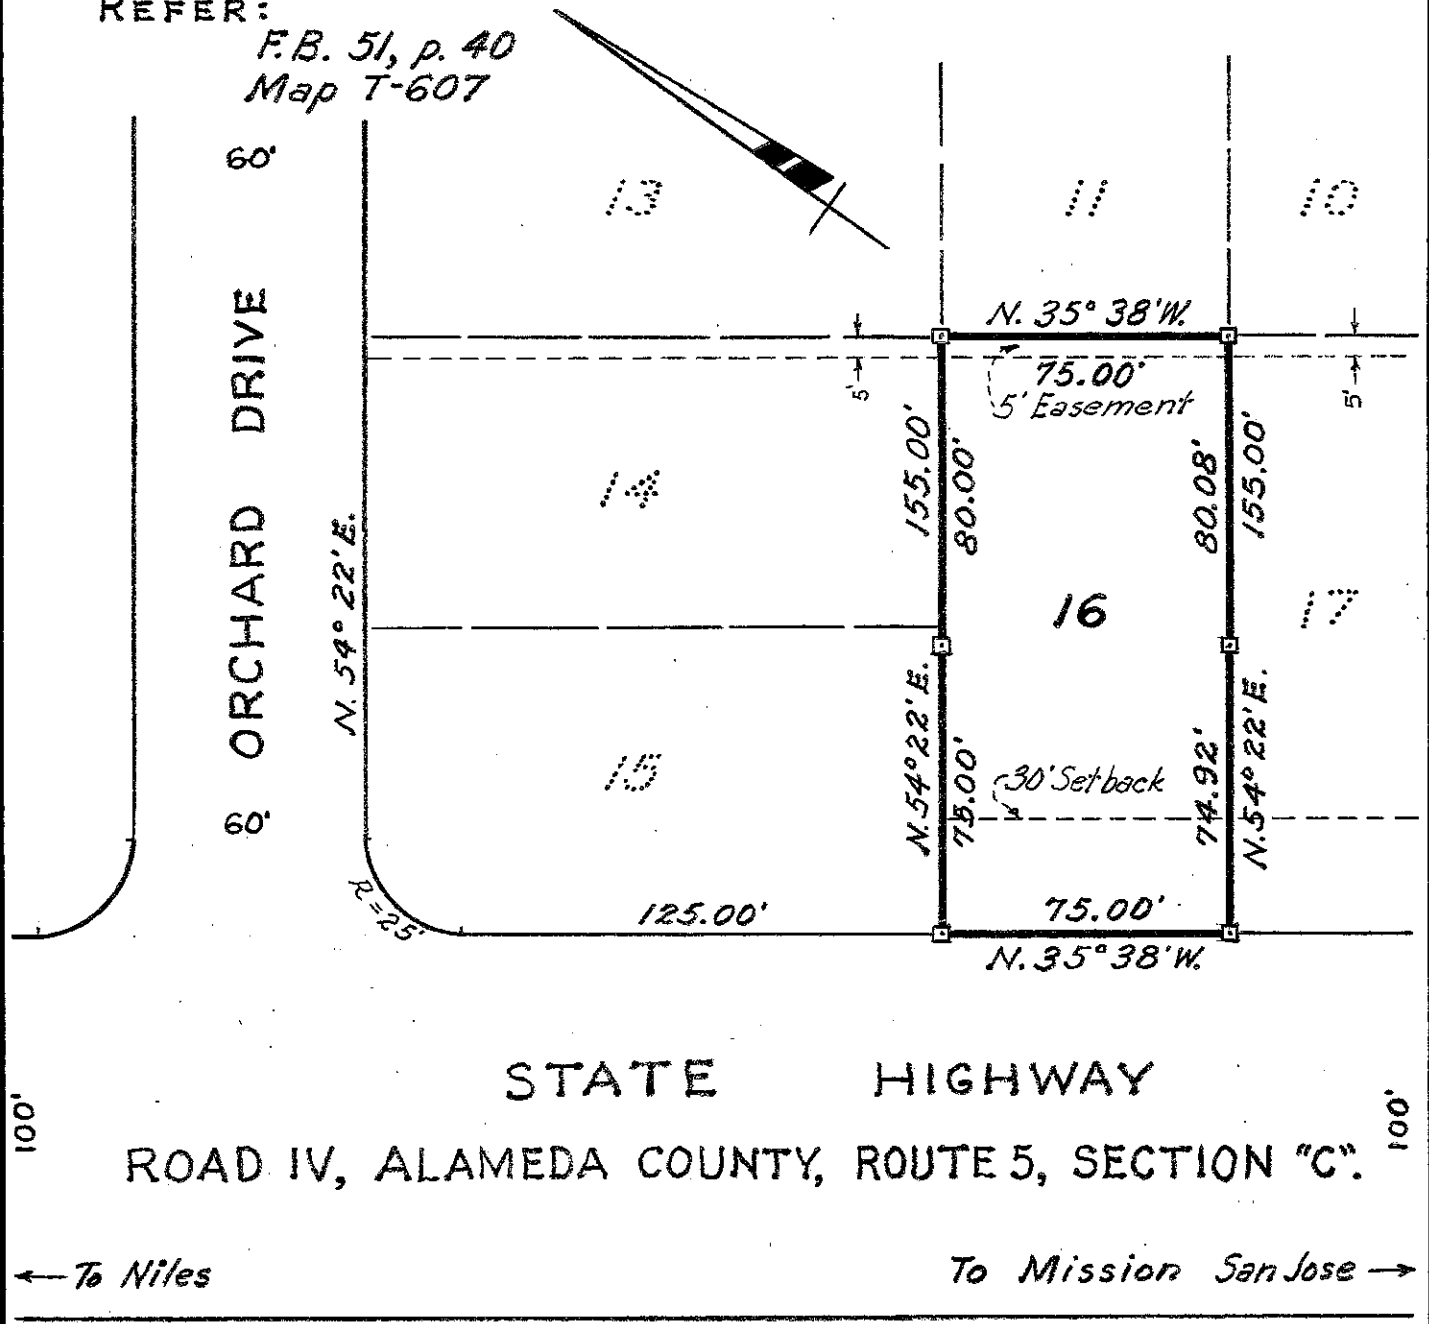 REFER:
F.B. 51, p. 40
Map T-607
60'
13
11
10
N. 35° 38' W.
75.00'
5' Easement
5'
5'
ORCHARD DRIVE
N. 54° 22' E.
14
155.00'
80.00'
80.08'
155.00'
16
17
15
N. 54° 22' E.
75.00'
30' Setback
74.92'
N. 54° 22' E.
60'
R = 25'
125.00'
75.00'
N. 35° 38' W.
STATE HIGHWAY
100'
100'
ROAD IV, ALAMEDA COUNTY, ROUTE 5, SECTION "C".
← To Niles
To Mission San Jose →